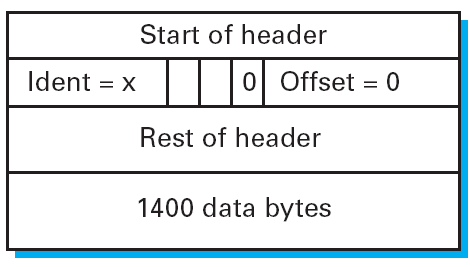 Start of header
Ident = x 0 Offset = 0
Rest of header
1400 data bytes